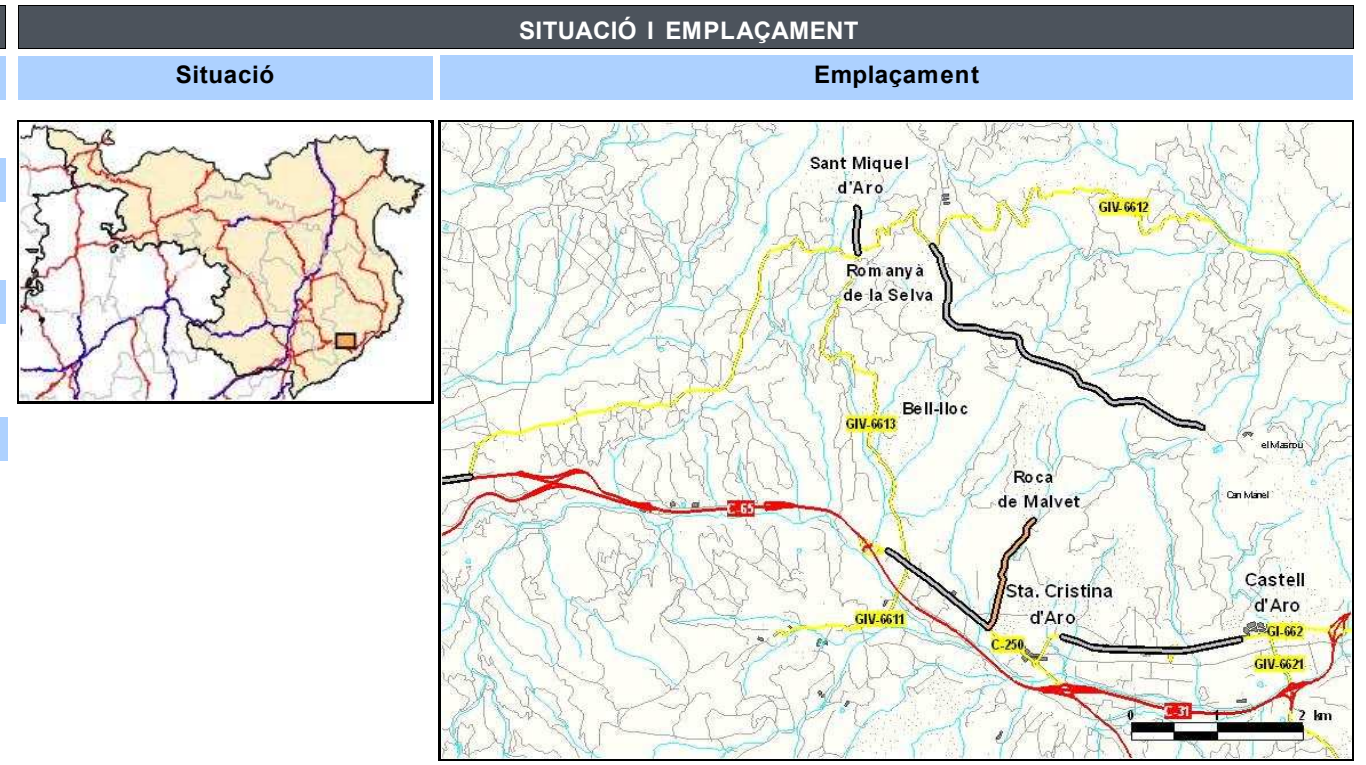 SITUACIÓ I EMPLAÇAMENT
Situació
Emplaçament
Sant Miquel
d'Aro
GIV-6612
Romanyà
de la Selva
GIV-6613
Bell-lloc
el Masrou
Roca
de Malvet
Can Manel
C-65
Sta. Cristina
d'Aro
Castell
d'Aro
GIV-6611
C-250
GI-662
GIV-6621
C-31
0 1 2 km